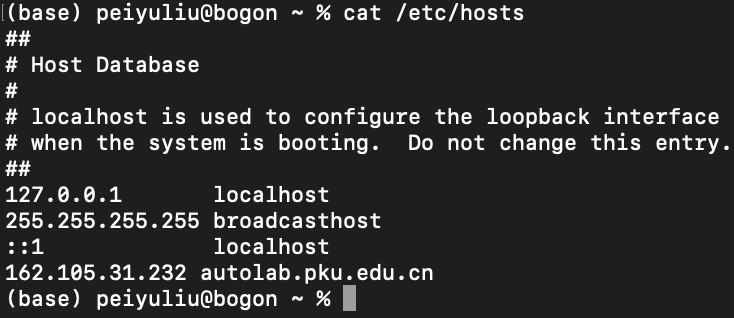 (base) peiyuliu@bogon ~ % cat /etc/hosts
##
# Host Database
#
# localhost is used to configure the loopback interface
# when the system is booting.  Do not change this entry.
##
127.0.0.1       localhost
255.255.255.255 broadcasthost
::1             localhost
162.105.31.232 autolab.pku.edu.cn
(base) peiyuliu@bogon ~ %